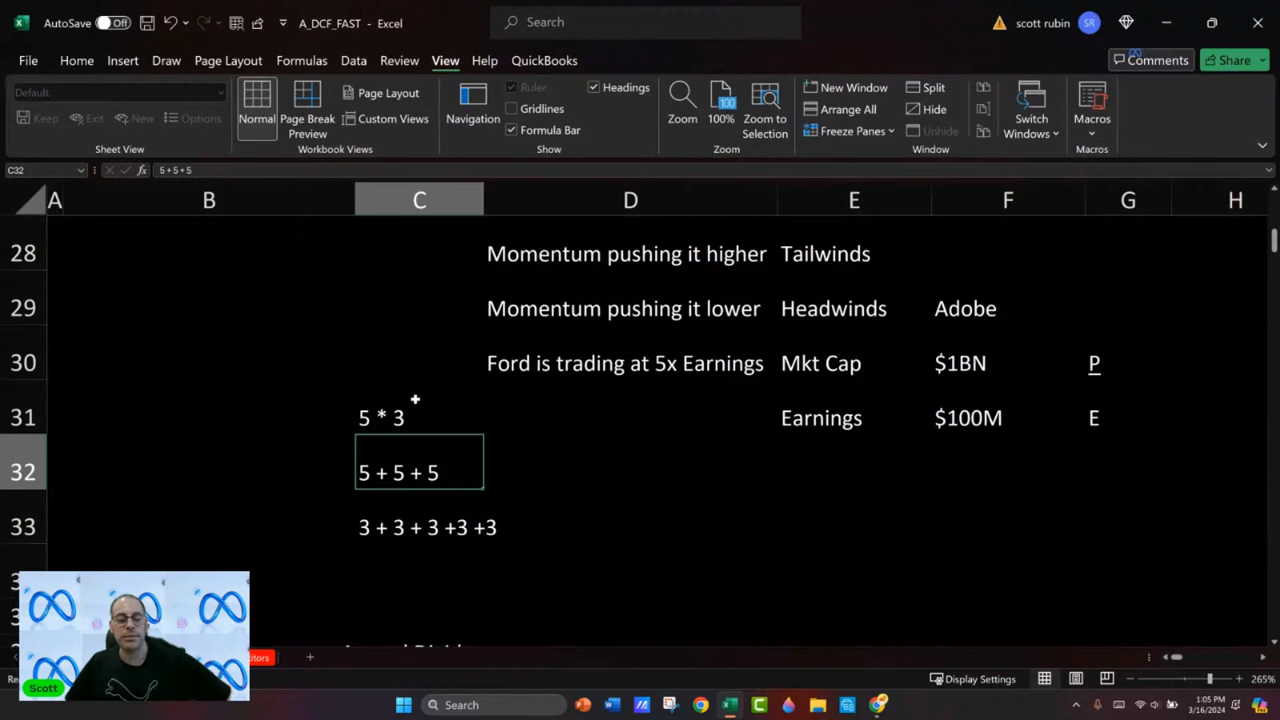 AutoSave Off A_DCF_FAST - Excel Search scott rubin SR
File Home Insert Draw Page Layout Formulas Data Review View Help QuickBooks Comments Share
Default
Keep Exit New Options
Normal
Page Break Preview
Page Layout
Custom Views
Navigation
Ruler
Gridlines
Formula Bar
Headings
Zoom
100%
Zoom to Selection
New Window
Arrange All
Freeze Panes
Split
Hide
Unhide
Switch Windows
Macros
Sheet View Workbook Views Show Zoom Window Macros
C32 fx 5 + 5 + 5
A B C D E F G H
28 Momentum pushing it higher Tailwinds
29 Momentum pushing it lower Headwinds Adobe
30 Ford is trading at 5x Earnings Mkt Cap $1BN P
31 5 * 3 Earnings $100M E
32 5 + 5 + 5
33 3 + 3 + 3 +3 +3
Scott
Display Settings 265%
Search
1:05 PM
3/16/2024